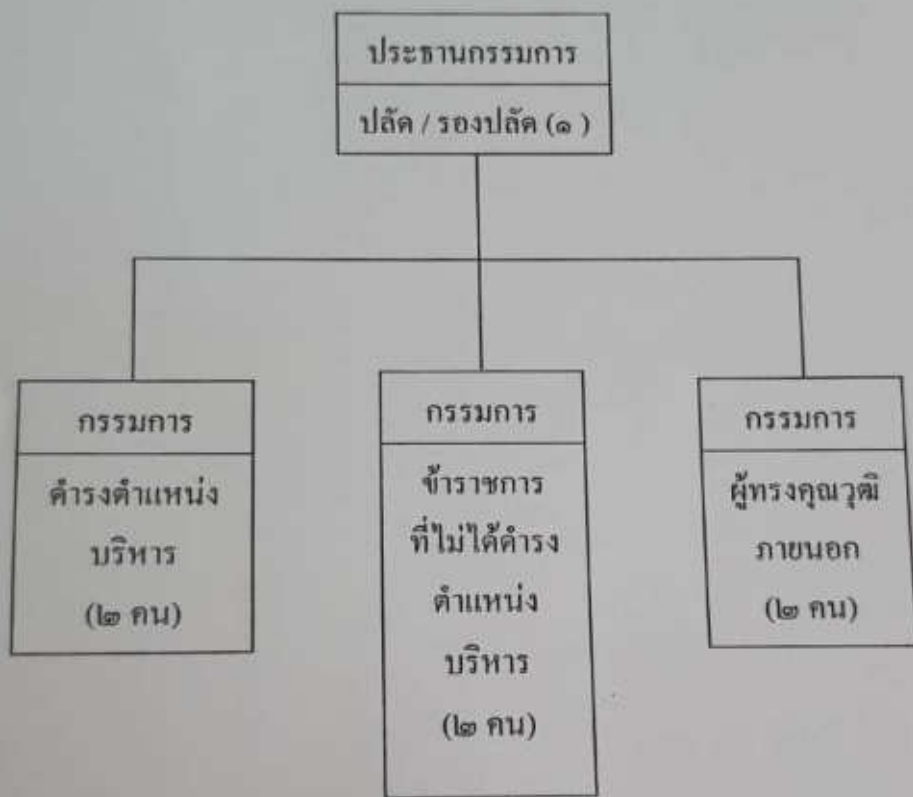 ประธานกรรมการ
ปลัด / รองปลัด (๑ )
กรรมการ
ดำรงตำแหน่ง
บริหาร
(๒ คน)
กรรมการ
ข้าราชการ
ที่ไม่ได้ดำรง
ตำแหน่ง
บริหาร
(๒ คน)
กรรมการ
ผู้ทรงคุณวุฒิ
ภายนอก
(๒ คน)